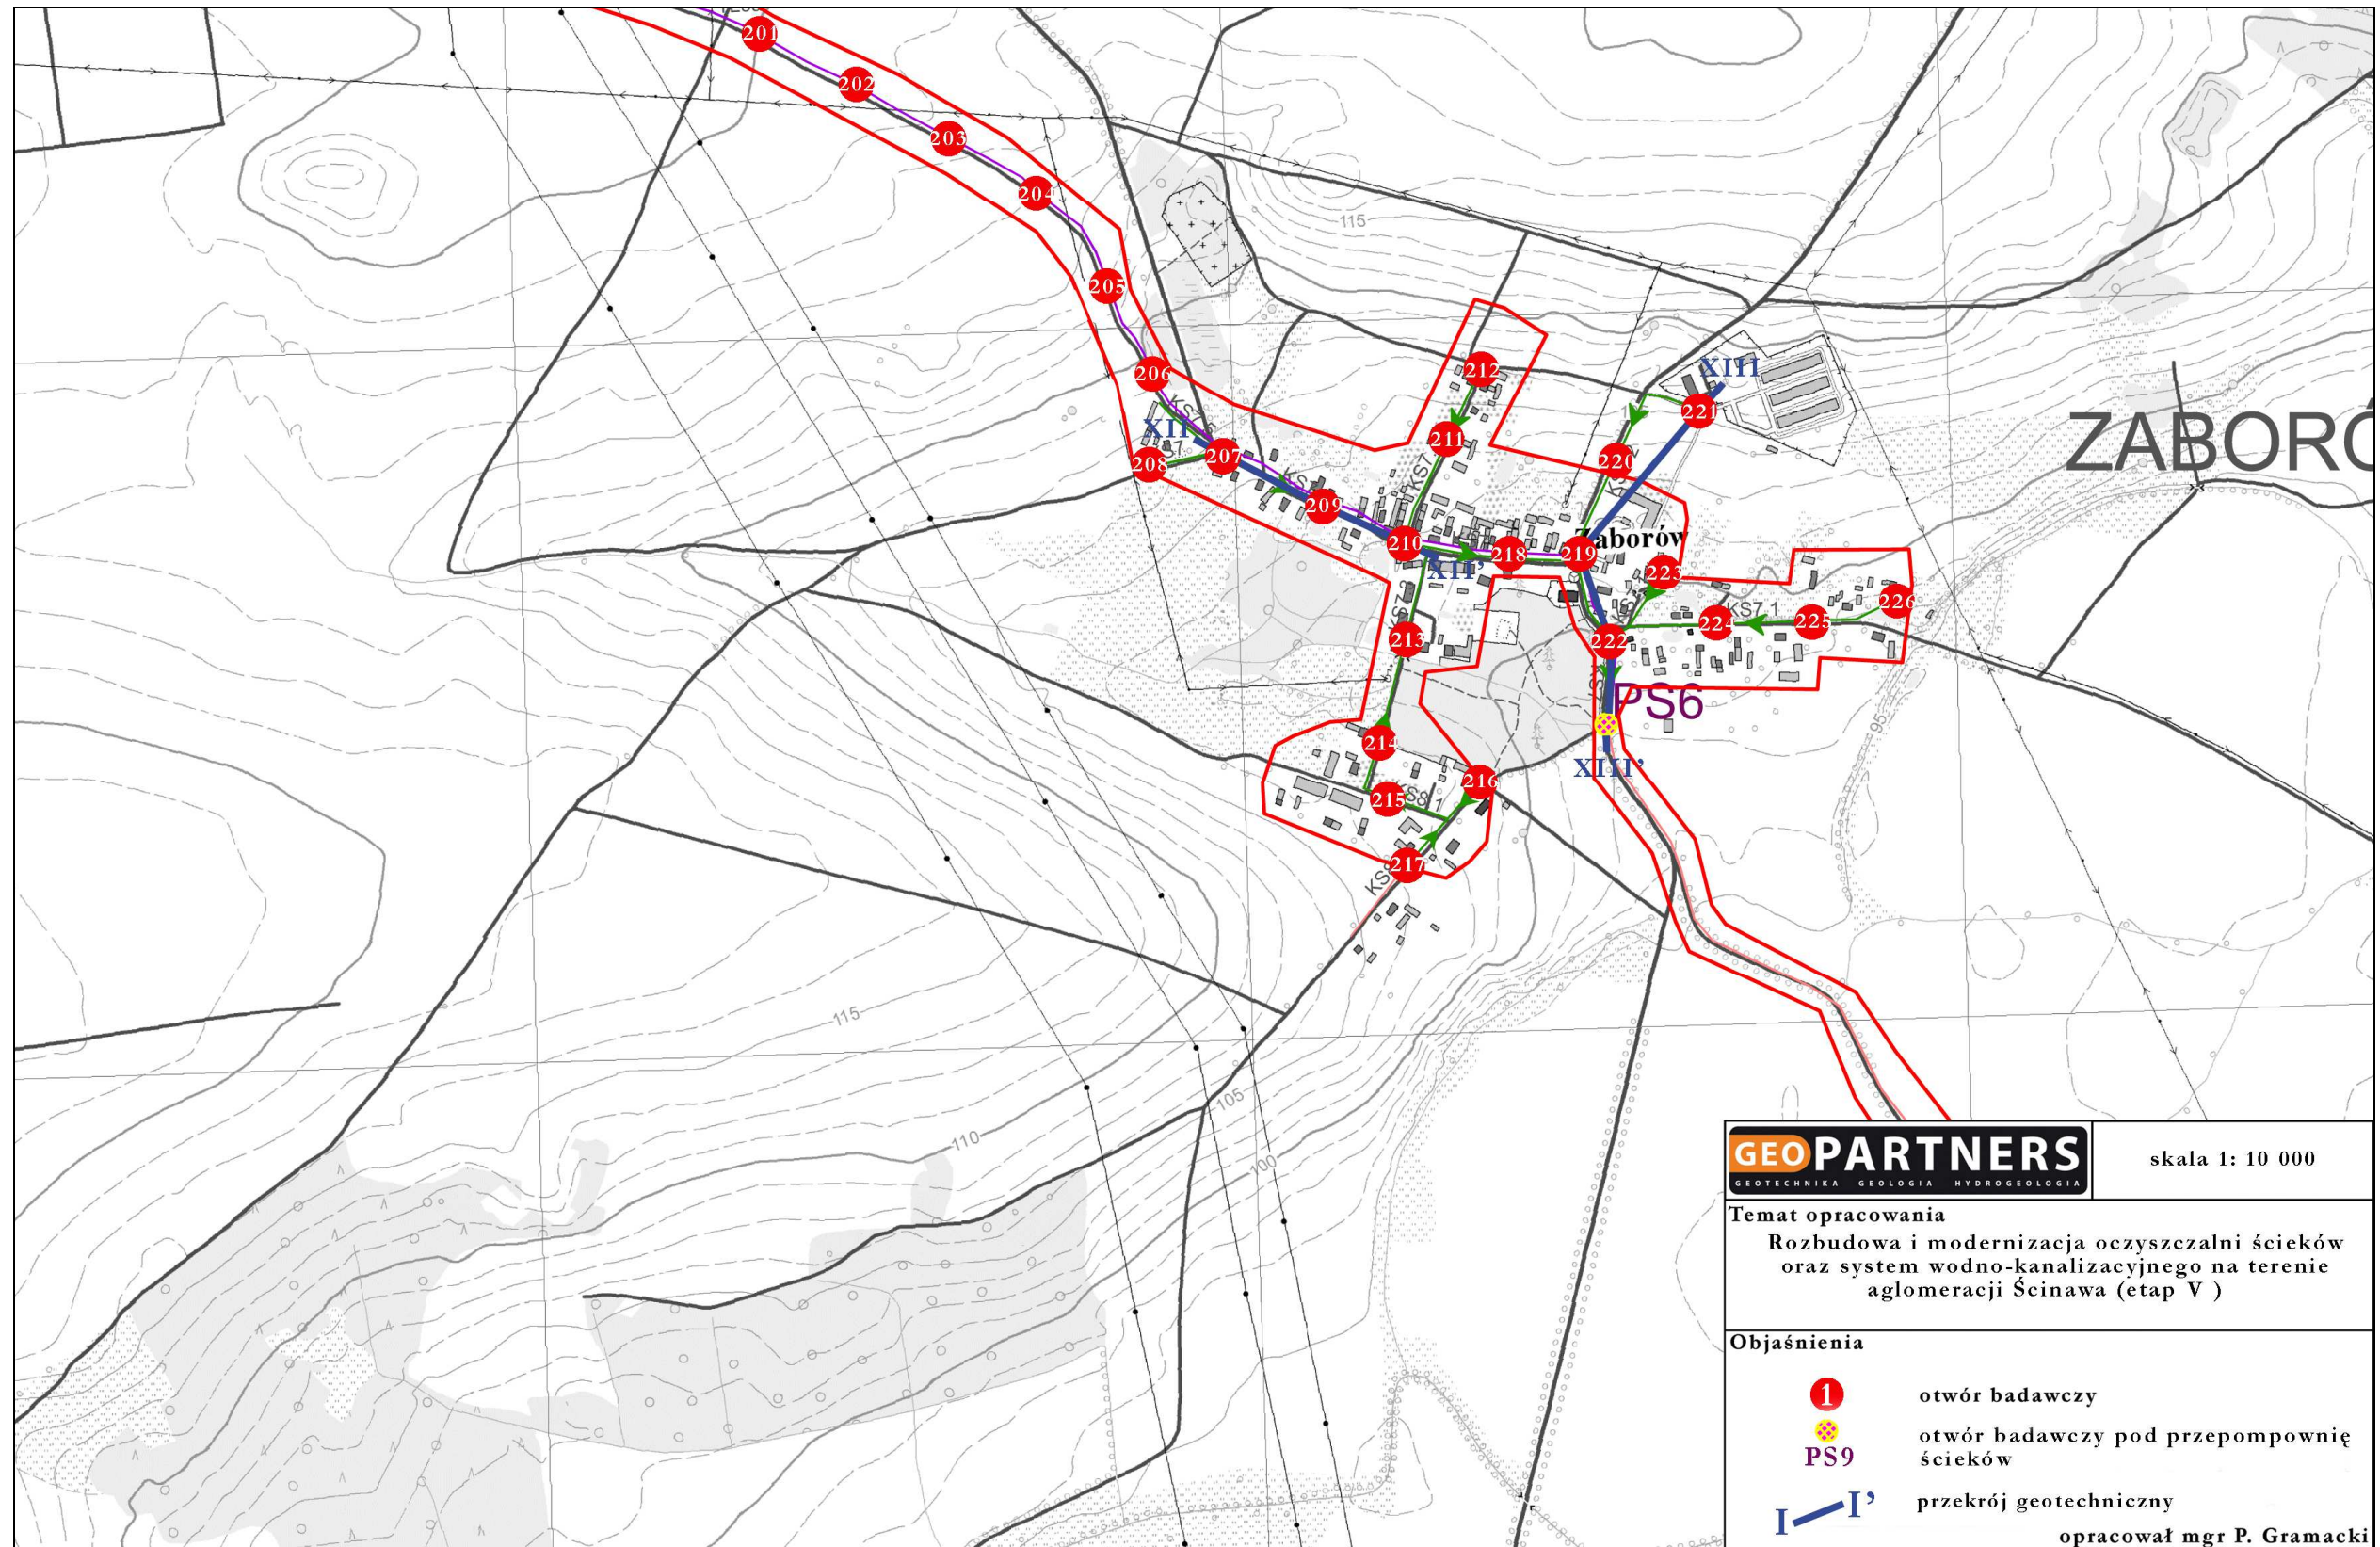 201
202
203
204
115
205
206
212
XIII
221
211
ZABORÓ
XII
220
208
207
KS7
209
210
218
219
Zaborów
XII'
223
226
KS7.1
224
225
213
222
PS6
95
214
XIII'
216
215
KS8.1
217
115
105
110
100
GEOPARTNERS
GEOTECHNIKA GEOLOGIA HYDROGEOLOGIA
skala 1: 10 000
Temat opracowania
Rozbudowa i modernizacja oczyszczalni ścieków
oraz system wodno-kanalizacyjnego na terenie
aglomeracji Ścinawa (etap V )
Objaśnienia
1 otwór badawczy
otwór badawczy pod przepompownię
PS9 ścieków
I I' przekrój geotechniczny
opracował mgr P. Gramacki